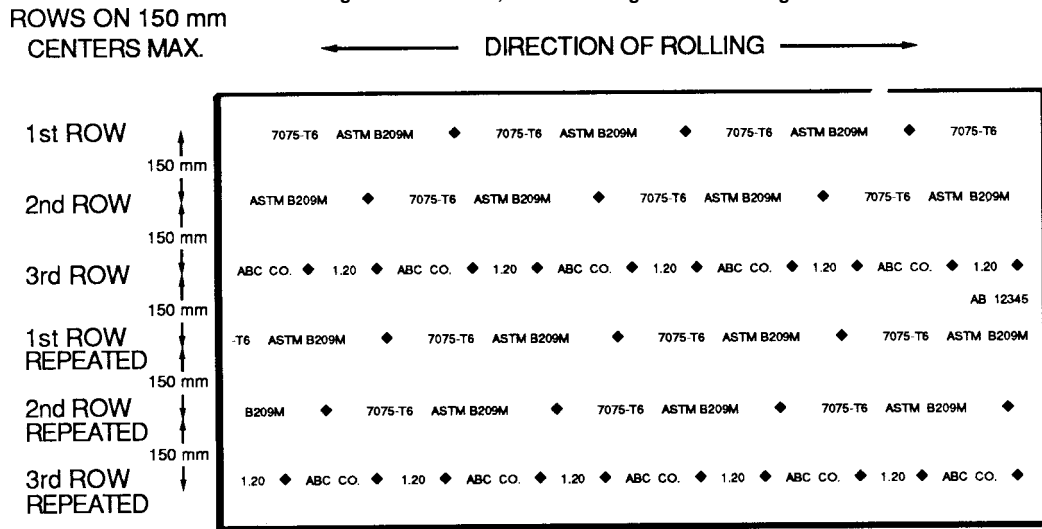 ROWS ON 150 mm
CENTERS MAX.
DIRECTION OF ROLLING
1st ROW
7075-T6 ASTM B209M ◆ 7075-T6 ASTM B209M ◆ 7075-T6 ASTM B209M ◆ 7075-T6
150 mm
2nd ROW
ASTM B209M ◆ 7075-T6 ASTM B209M ◆ 7075-T6 ASTM B209M ◆ 7075-T6 ASTM B209M
150 mm
3rd ROW
ABC CO. ◆ 1.20 ◆ ABC CO. ◆ 1.20 ◆ ABC CO. ◆ 1.20 ◆ ABC CO. ◆ 1.20 ◆ ABC CO. ◆ 1.20 ◆
AB 12345
150 mm
1st ROW
REPEATED
-T6 ASTM B209M ◆ 7075-T6 ASTM B209M ◆ 7075-T6 ASTM B209M ◆ 7075-T6 ASTM B209M
150 mm
2nd ROW
REPEATED
B209M ◆ 7075-T6 ASTM B209M ◆ 7075-T6 ASTM B209M ◆ 7075-T6 ASTM B209M ◆
150 mm
3rd ROW
REPEATED
1.20 ◆ ABC CO. ◆ 1.20 ◆ ABC CO. ◆ 1.20 ◆ ABC CO. ◆ 1.20 ◆ ABC CO. ◆ 1.20 ◆ ABC CO. ◆